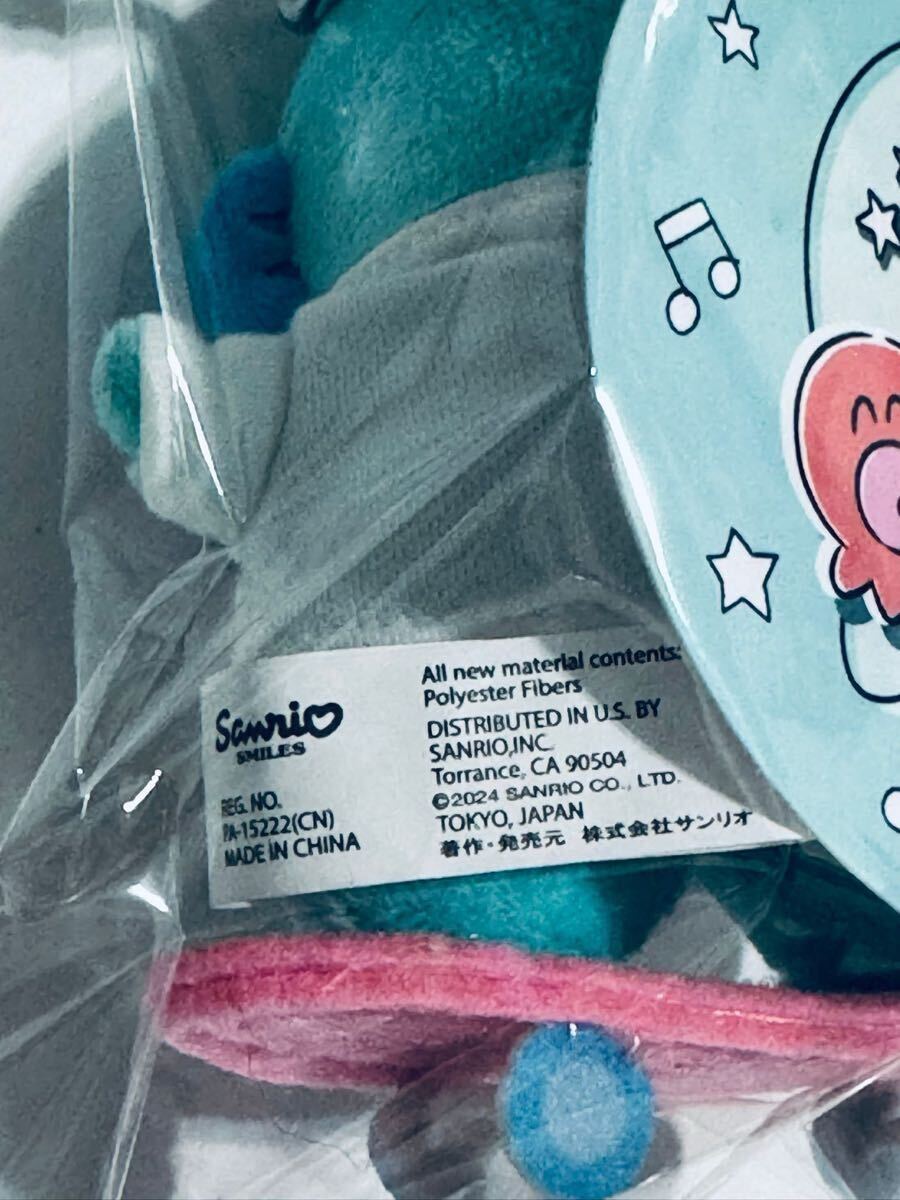 Sanrio
SMILES
REG. NO.
PA-15222(CN)
MADE IN CHINA
All new material contents:
Polyester Fibers
DISTRIBUTED IN U.S. BY
SANRIO,INC.
Torrance, CA 90504
©2024 SANRIO CO., LTD.
TOKYO, JAPAN
著作・発売元 株式会社サンリオ